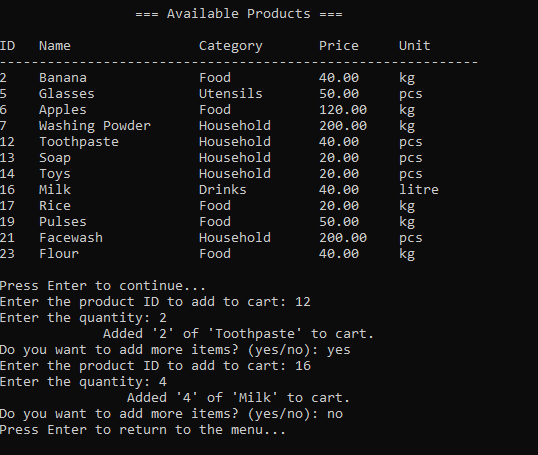 === Available Products ===
ID Name Category Price Unit
------------------------------------------------------------
2 Banana Food 40.00 kg
5 Glasses Utensils 50.00 pcs
6 Apples Food 120.00 kg
7 Washing Powder Household 200.00 kg
12 Toothpaste Household 40.00 pcs
13 Soap Household 20.00 pcs
14 Toys Household 20.00 pcs
16 Milk Drinks 40.00 litre
17 Rice Food 20.00 kg
19 Pulses Food 50.00 kg
21 Facewash Household 200.00 pcs
23 Flour Food 40.00 kg
Press Enter to continue...
Enter the product ID to add to cart: 12
Enter the quantity: 2
Added '2' of 'Toothpaste' to cart.
Do you want to add more items? (yes/no): yes
Enter the product ID to add to cart: 16
Enter the quantity: 4
Added '4' of 'Milk' to cart.
Do you want to add more items? (yes/no): no
Press Enter to return to the menu...